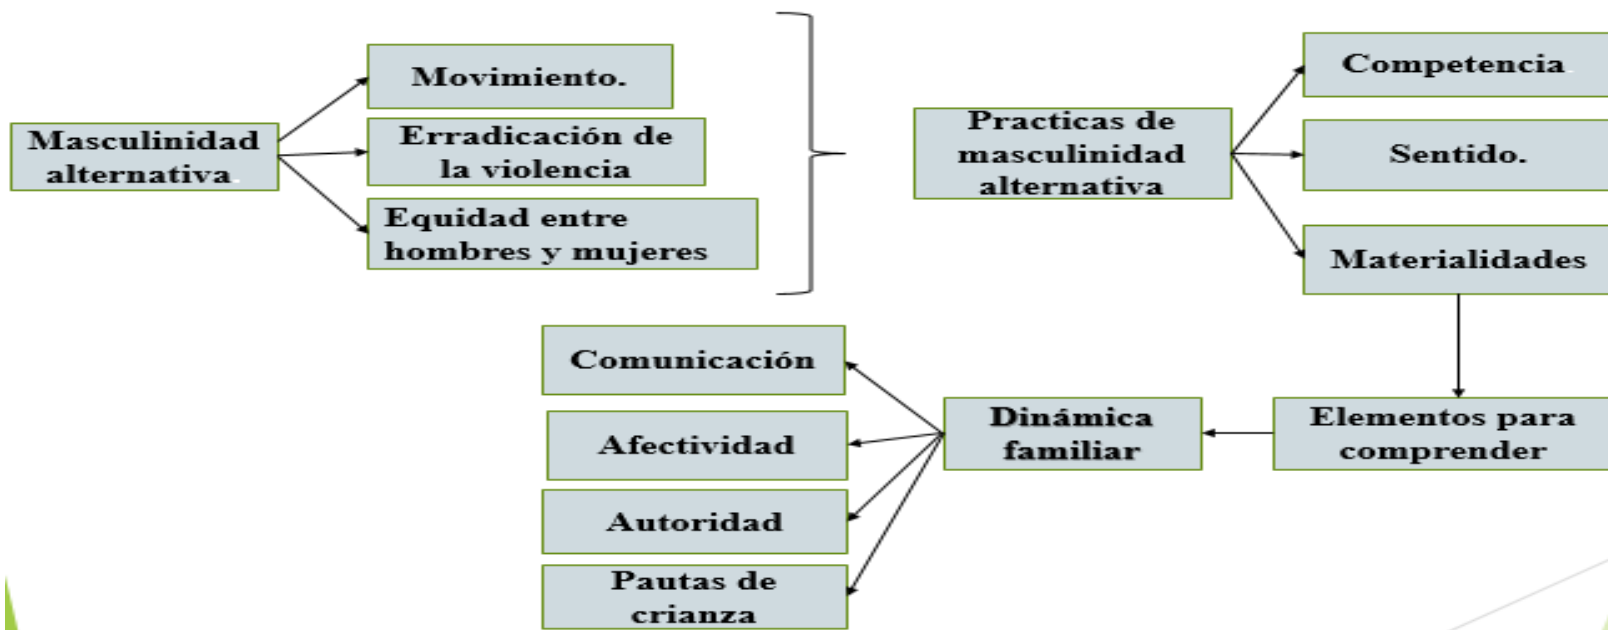 Masculinidad
alternativa.
Movimiento.
Erradicación de
la violencia
Equidad entre
hombres y mujeres
Practicas de
masculinidad
alternativa
Competencia.
Sentido.
Materialidades
Elementos para
comprender
Dinámica
familiar
Comunicación
Afectividad
Autoridad
Pautas de
crianza